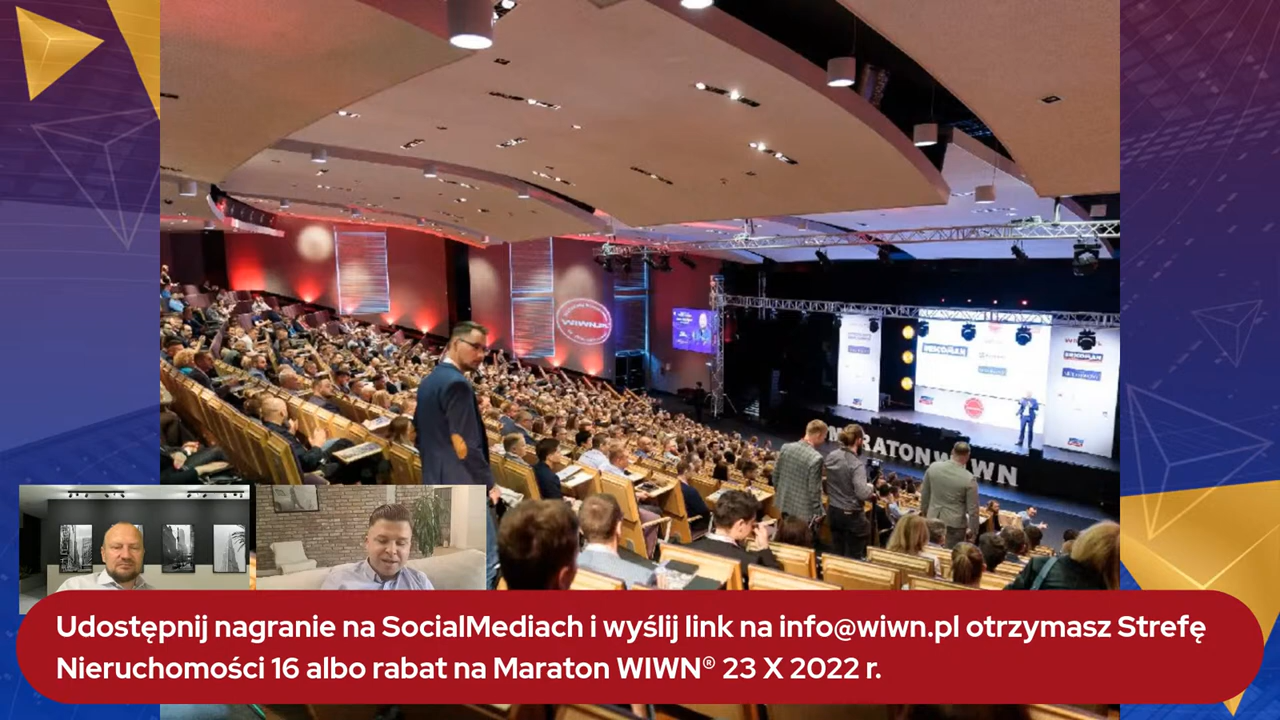 WIWN
MARATON WIWN
Udostępnij nagranie na SocialMediach i wyślij link na info@wiwn.pl otrzymasz Strefę
Nieruchomości 16 albo rabat na Maraton WIWN® 23 X 2022 r.